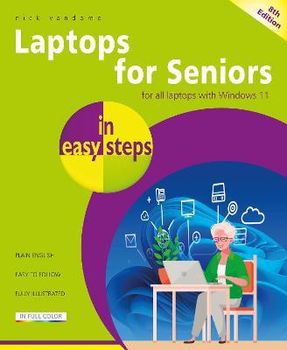 nick vandome
8th Edition
Laptops
for Seniors
for all laptops with Windows 11
in
easy steps
PLAIN ENGLISH
EASY TO FOLLOW
FULLY ILLUSTRATED
IN FULL COLOR